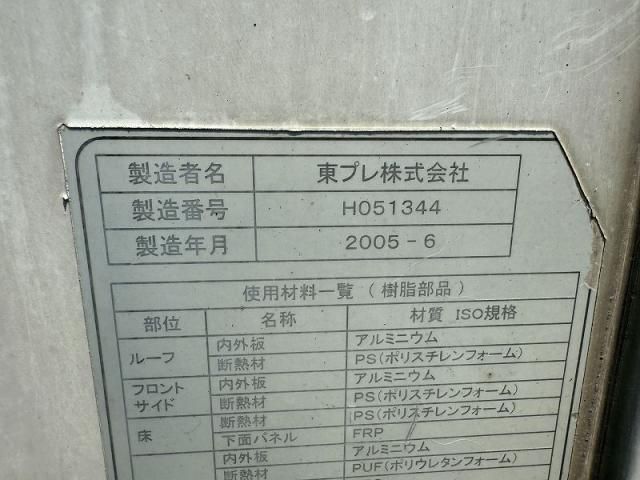 製造者名 東プレ株式会社
製造番号 H051344
製造年月 2005-6
使用材料一覧 (樹脂部品)
部位 名称 材質 ISO規格
ルーフ 内外板 アルミニウム
断熱材 PS(ポリスチレンフォーム)
フロント サイド 内外板 アルミニウム
断熱材 PS(ポリスチレンフォーム)
床 断熱材 PS(ポリスチレンフォーム)
下面パネル FRP
内外板 アルミニウム
断熱材 PUF(ポリウレタンフォーム)